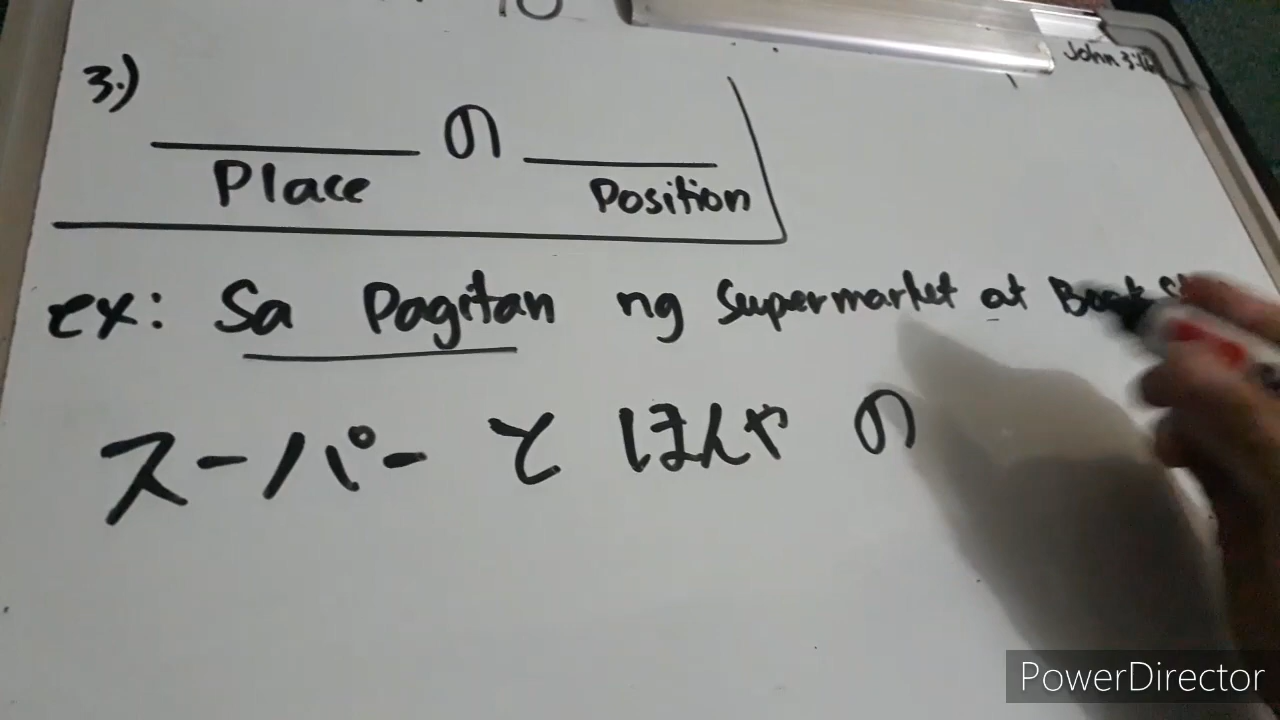 John 3:16
3.)
の
Place Position
ex: Sa Pagitan ng Supermarket at Book
スーパー と ほんや の
PowerDirector